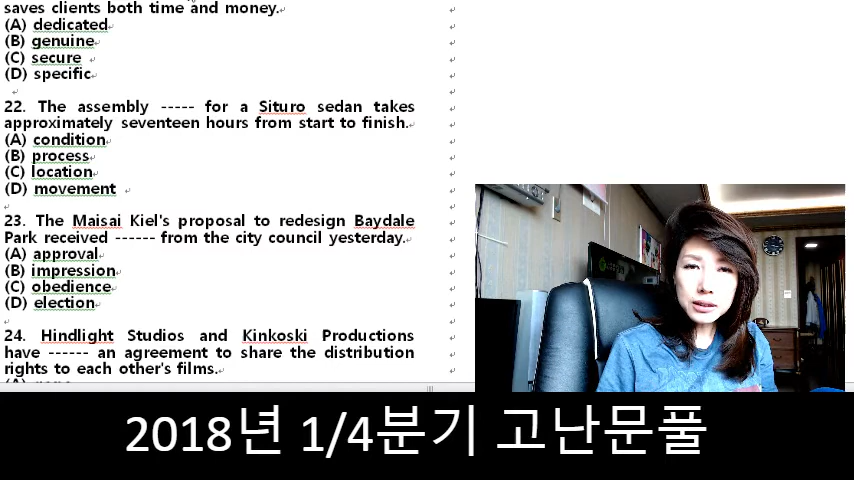 saves clients both time and money.
(A) dedicated
(B) genuine
(C) secure
(D) specific
22. The assembly ----- for a Situro sedan takes
approximately seventeen hours from start to finish.
(A) condition
(B) process
(C) location
(D) movement
23. The Maisai Kiel's proposal to redesign Baydale
Park received ------ from the city council yesterday.
(A) approval
(B) impression
(C) obedience
(D) election
24. Hindlight Studios and Kinkoski Productions
have ------ an agreement to share the distribution
rights to each other's films.
2018년 1/4분기 고난문풀